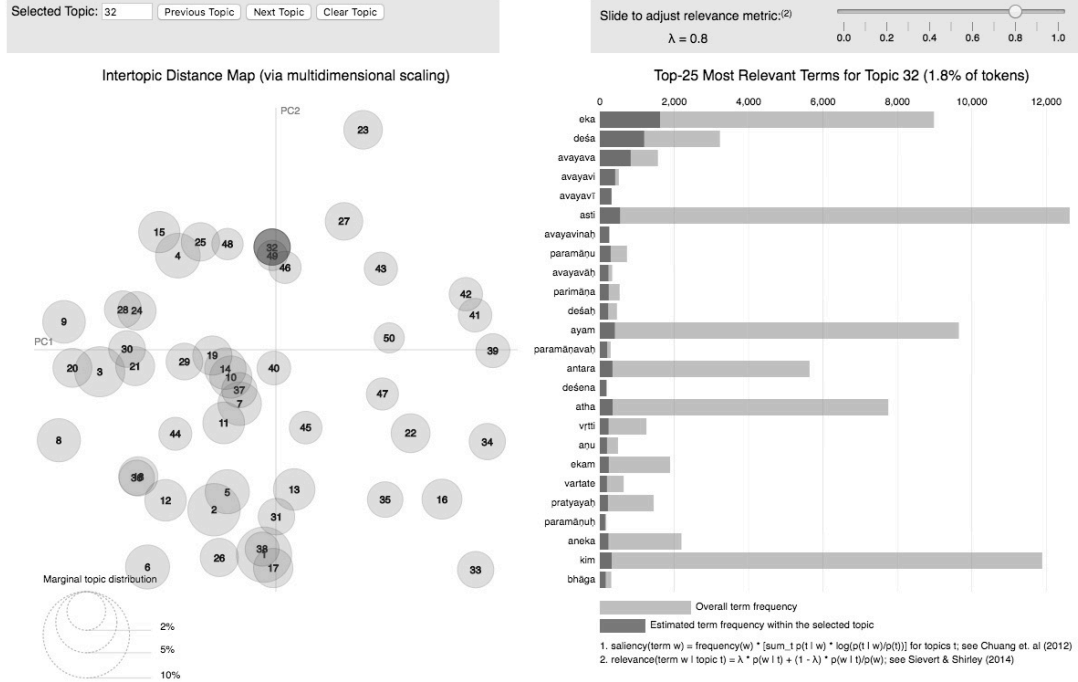 Selected Topic: 32 Previous Topic Next Topic Clear Topic
Slide to adjust relevance metric:(2)
λ = 0.8
0.0 0.2 0.4 0.6 0.8 1.0
Intertopic Distance Map (via multidimensional scaling)
PC2
PC1
23
27
15
25
48
4
32
49
46
43
42
41
28
24
9
50
39
30
19
29
21
20
3
14
10
40
37
7
47
11
45
44
22
8
34
36
12
5
13
2
35
16
31
38
1
26
17
6
33
Marginal topic distribution
2%
5%
10%
Top-25 Most Relevant Terms for Topic 32 (1.8% of tokens)
0 2,000 4,000 6,000 8,000 10,000 12,000
eka
deśa
avayava
avayavi
avayavī
asti
avayavinaḥ
paramāṇu
avayavāḥ
parimāṇa
deśaḥ
ayam
paramāṇavaḥ
antara
deśena
atha
vṛtti
aṇu
ekam
vartate
pratyayaḥ
paramāṇuḥ
aneka
kim
bhāga
Overall term frequency
Estimated term frequency within the selected topic
1. saliency(term w) = frequency(w) * [sum_t p(t | w) * log(p(t | w)/p(t))] for topics t; see Chuang et. al (2012)
2. relevance(term w | topic t) = λ * p(w | t) + (1 - λ) * p(w | t)/p(w); see Sievert & Shirley (2014)